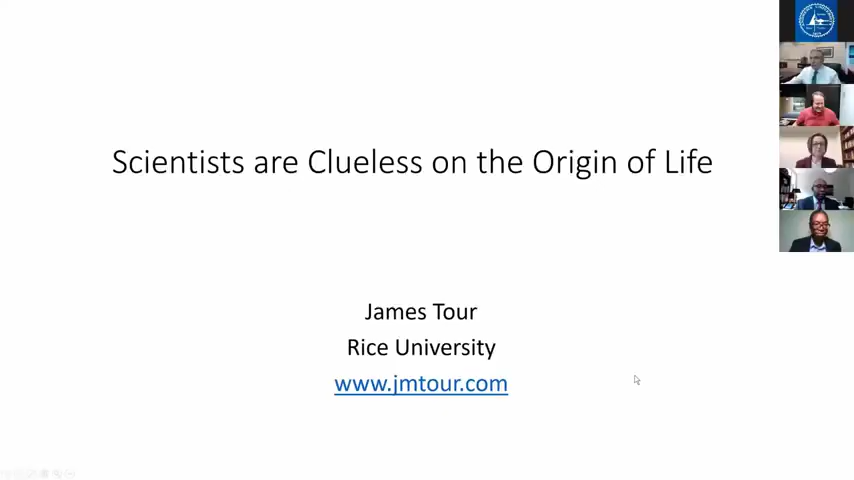 Scientists are Clueless on the Origin of Life
James Tour
Rice University
www.jmtour.com